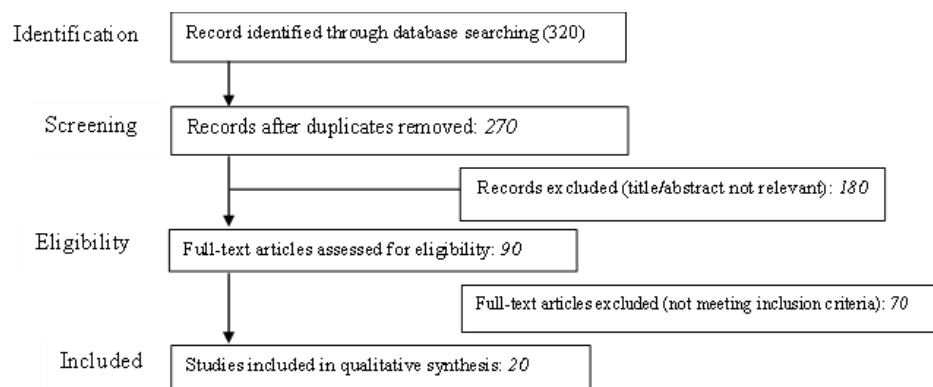 Identification
Record identified through database searching (320)
Screening
Records after duplicates removed: 270
Records excluded (title/abstract not relevant): 180
Eligibility
Full-text articles assessed for eligibility: 90
Full-text articles excluded (not meeting inclusion criteria): 70
Included
Studies included in qualitative synthesis: 20